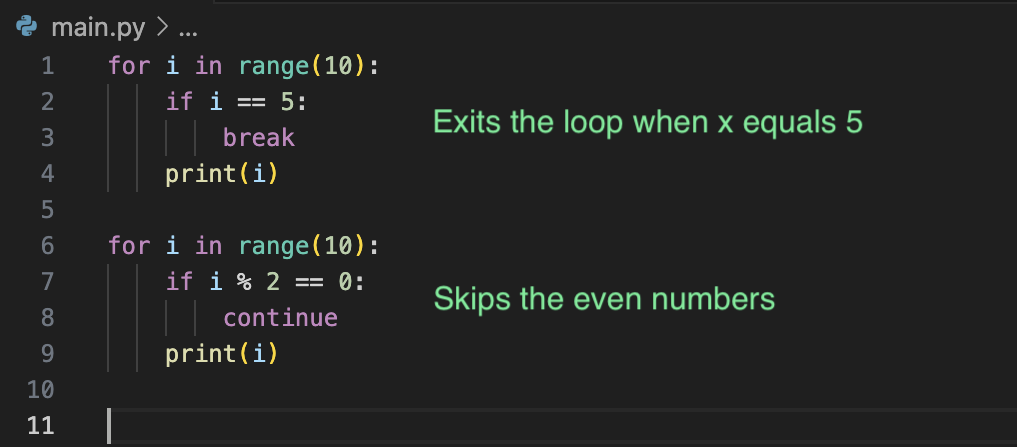 main.py > ...
1 for i in range(10):
2 if i == 5:
Exits the loop when x equals 5
3 break
4 print(i)
5
6 for i in range(10):
7 if i % 2 == 0:
Skips the even numbers
8 continue
9 print(i)
10
11